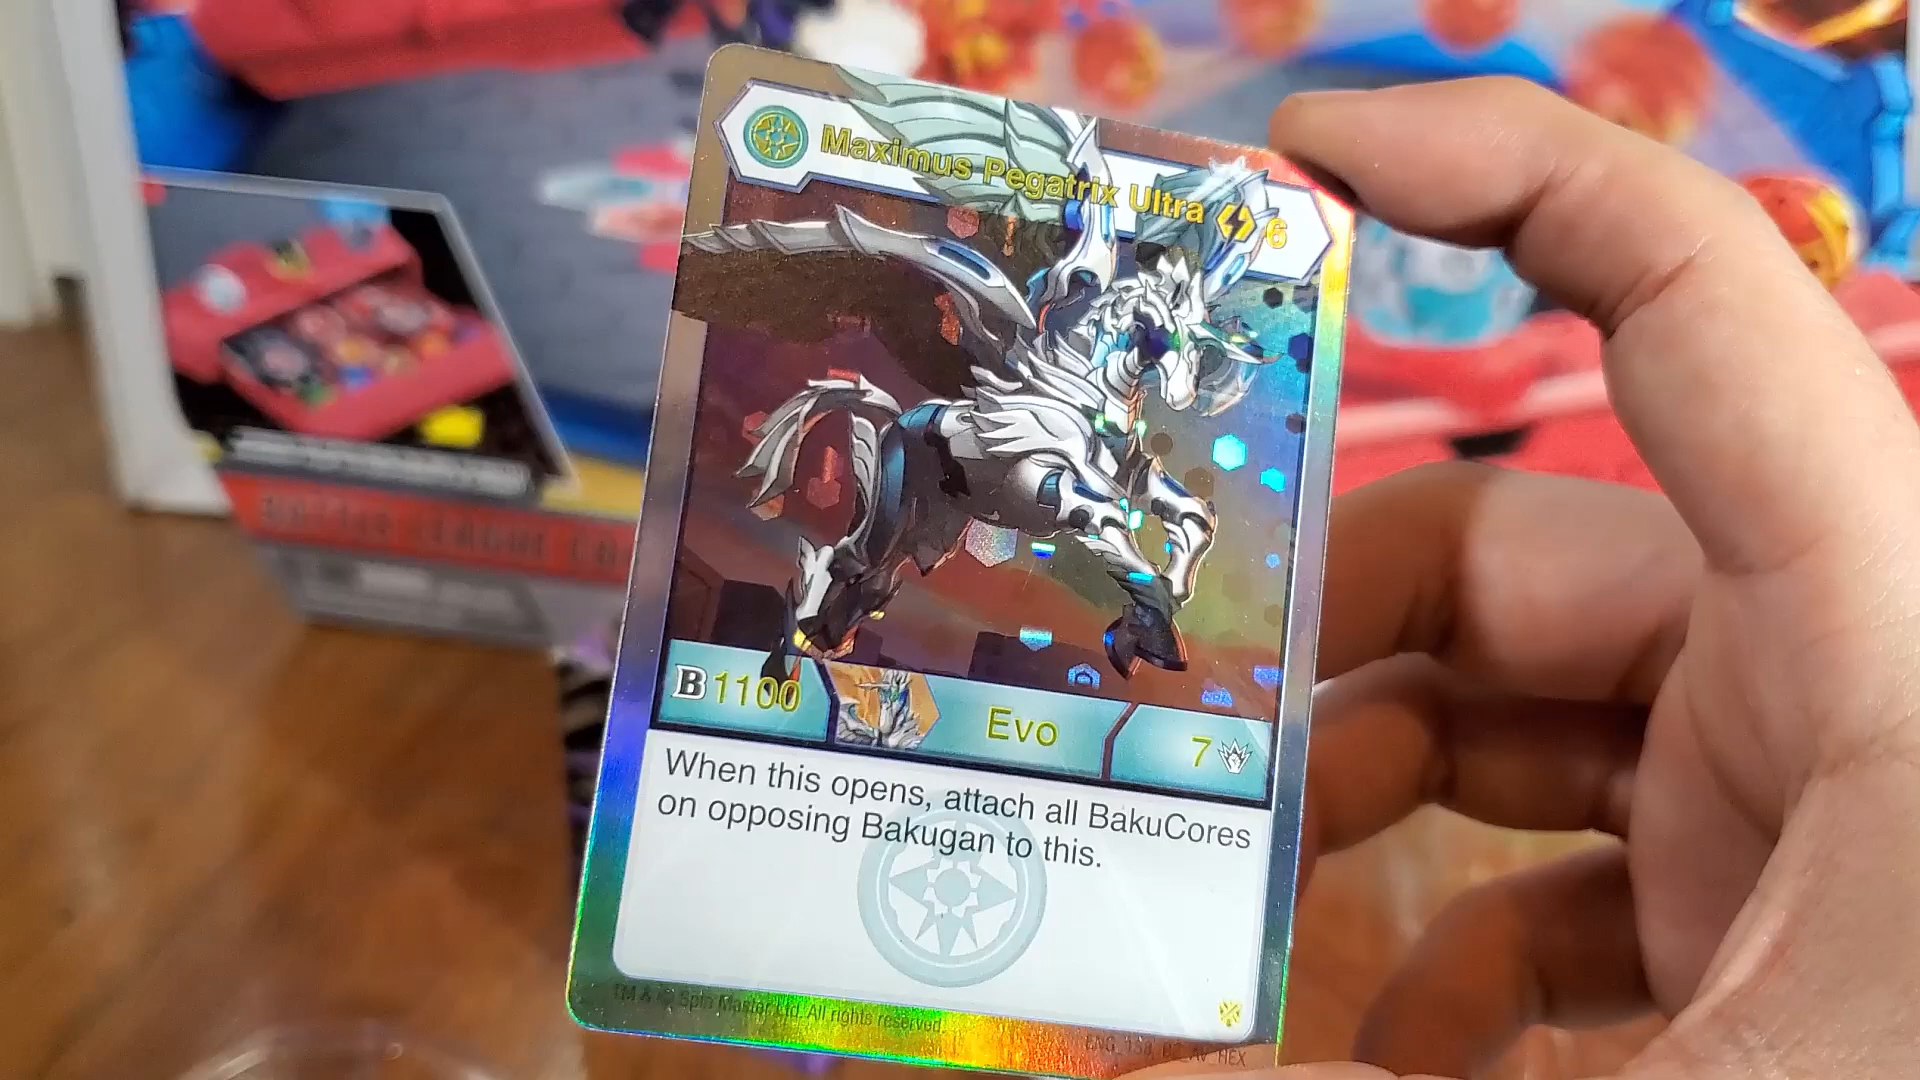 Maximus Pegatrix Ultra 6
B 1100
Evo
7
When this opens, attach all BakuCores
on opposing Bakugan to this.
TM & © Spin Master Ltd. All rights reserved.